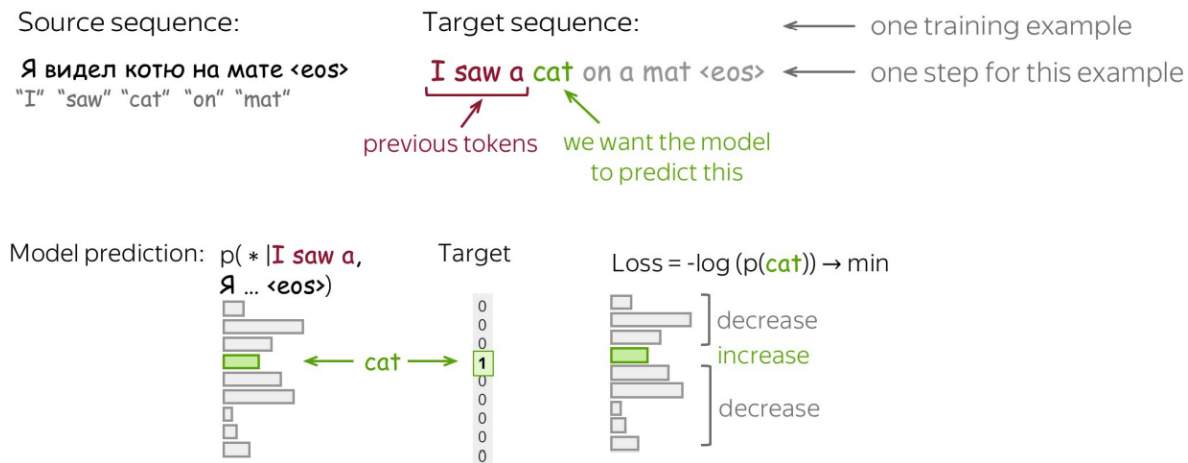 Source sequence:
Я видел котю на мате <eos>
"I" "saw" "cat" "on" "mat"
Target sequence:
I saw a cat on a mat <eos>
one training example
one step for this example
previous tokens
we want the model
to predict this
Model prediction: p( * |I saw a,
Я ... <eos>)
Target
Loss = -log (p(cat)) → min
0
0
0
1
0
0
0
0
0
cat
decrease
increase
decrease